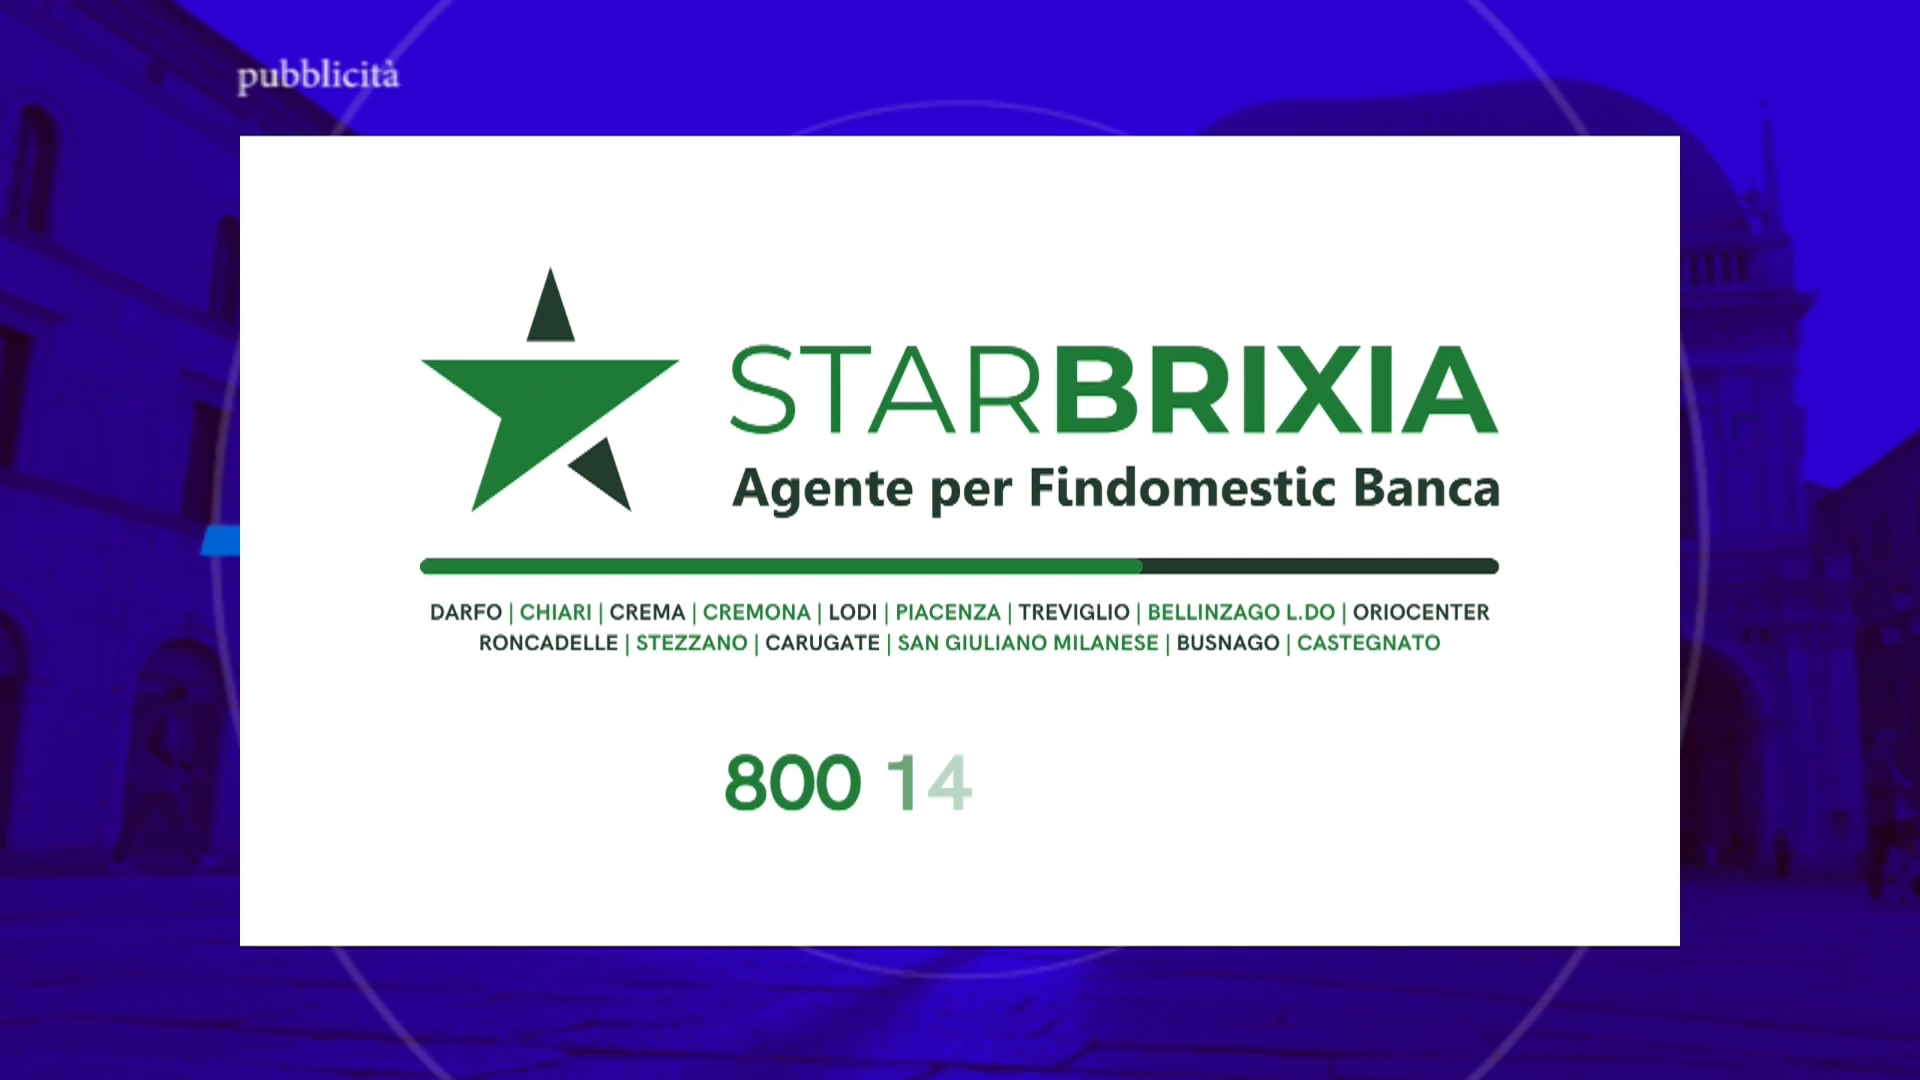 pubblicità
STARBRIXIA
Agente per Findomestic Banca
DARFO | CHIARI | CREMA | CREMONA | LODI | PIACENZA | TREVIGLIO | BELLINZAGO L.DO | ORIOCENTER
RONCADELLE | STEZZANO | CARUGATE | SAN GIULIANO MILANESE | BUSNAGO | CASTEGNATO
800 14